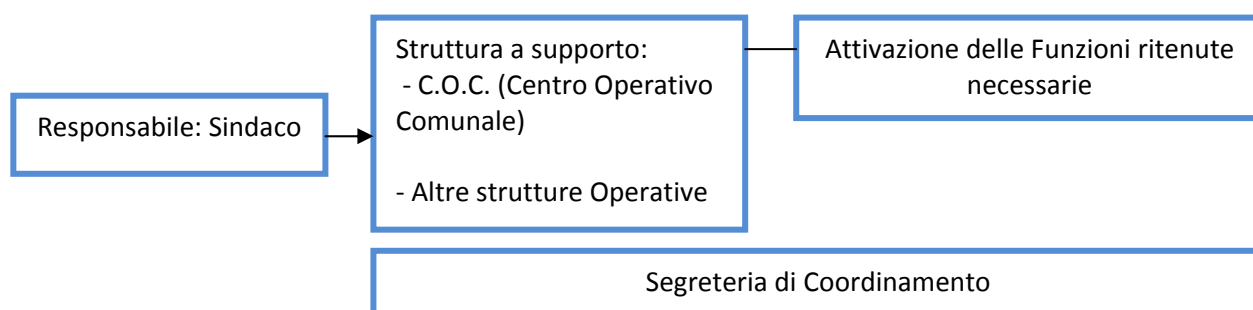 Responsabile: Sindaco
Struttura a supporto:
- C.O.C. (Centro Operativo
Comunale)
- Altre strutture Operative
Attivazione delle Funzioni ritenute
necessarie
Segreteria di Coordinamento